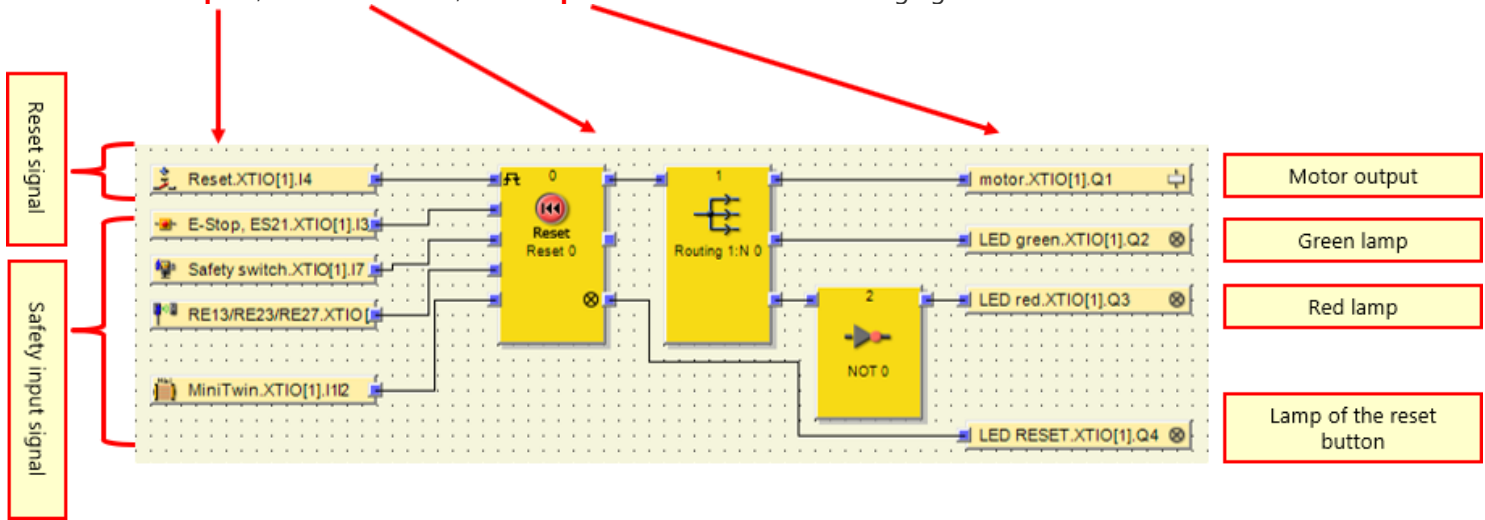 Reset signal
Safety input signal
Reset.XTIO[1].I4
E-Stop, ES21.XTIO[1].I3
Safety switch.XTIO[1].I7
RE13/RE23/RE27.XTIO[
MiniTwin.XTIO[1].I1I2
0
Reset
Reset 0
1
Routing 1:N 0
2
NOT 0
motor.XTIO[1].Q1
LED green.XTIO[1].Q2
LED red.XTIO[1].Q3
LED RESET.XTIO[1].Q4
Motor output
Green lamp
Red lamp
Lamp of the reset
button